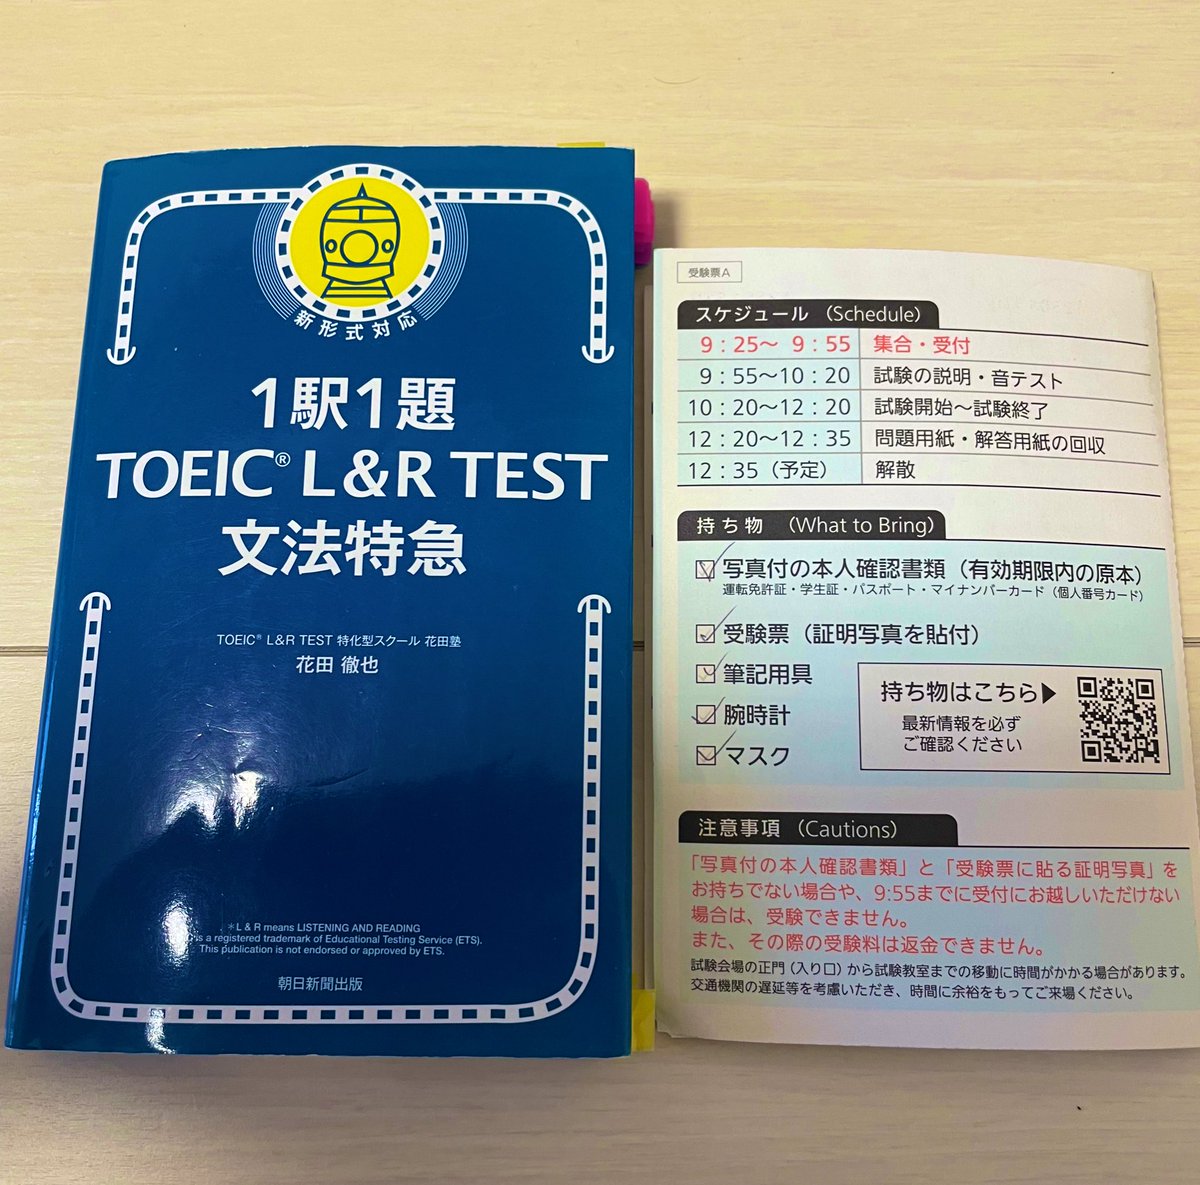 新形式対応
1駅1題
TOEIC® L&R TEST
文法特急
TOEIC® L&R TEST 特化型スクール 花田塾
花田 徹也
*L & R means LISTENING AND READING
is a registered trademark of Educational Testing Service (ETS).
This publication is not endorsed or approved by ETS.
朝日新聞出版
受験票A
スケジュール (Schedule)
9:25〜 9:55 集合・受付
9:55〜10:20 試験の説明・音テスト
10:20〜12:20 試験開始〜試験終了
12:20〜12:35 問題用紙・解答用紙の回収
12:35(予定) 解散
持ち物 (What to Bring)
写真付の本人確認書類(有効期限内の原本)
運転免許証・学生証・パスポート・マイナンバーカード(個人番号カード)
受験票(証明写真を貼付)
筆記用具
腕時計
マスク
持ち物はこちら▶
最新情報を必ず
ご確認ください
注意事項 (Cautions)
「写真付の本人確認書類」と「受験票に貼る証明写真」を
お持ちでない場合や、9:55までに受付にお越しいただけない
場合は、受験できません。
また、その際の受験料は返金できません。
試験会場の正門(入り口)から試験教室までの移動に時間がかかる場合があります。
交通機関の遅延等を考慮いただき、時間に余裕をもってご来場ください。